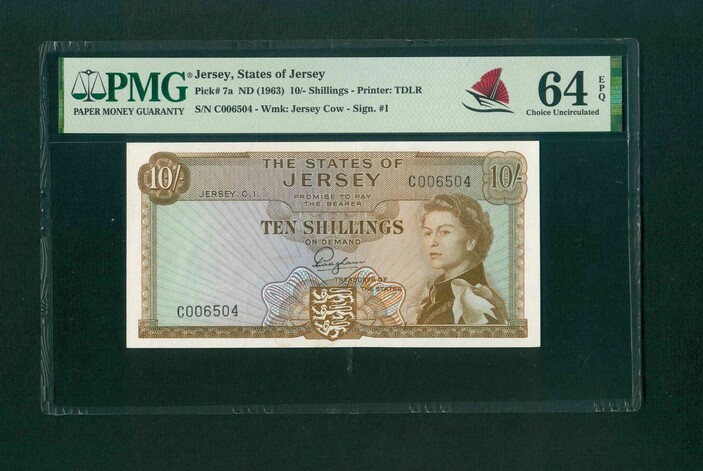 PMG® Jersey, States of Jersey
PAPER MONEY GUARANTY
Pick# 7a ND (1963) 10/- Shillings - Printer: TDLR
S/N C006504 - Wmk: Jersey Cow - Sign. #1
64 EPQ
Choice Uncirculated
10/-
THE STATES OF
JERSEY
C006504
10/-
JERSEY. C.I.
PROMISE TO PAY
THE BEARER
TEN SHILLINGS
ON DEMAND
TREASURER OF
THE STATES
C006504